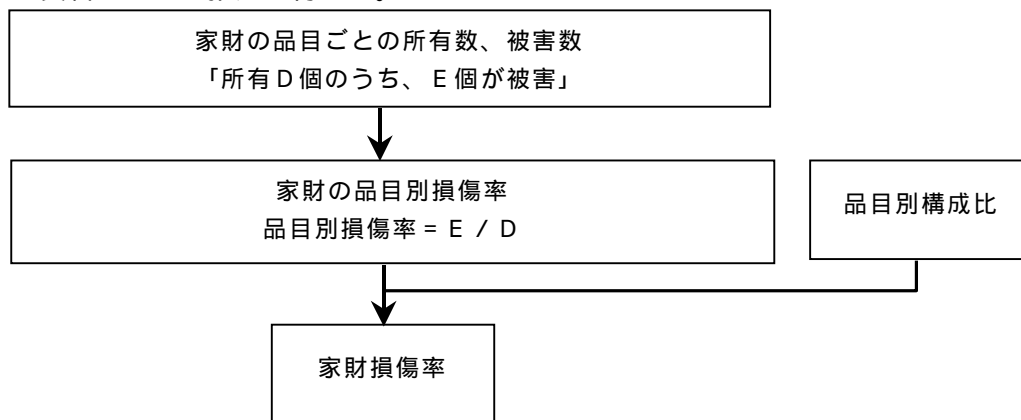 家財の品目ごとの所有数、被害数
「所有D個のうち、E個が被害」
家財の品目別損傷率
品目別損傷率 = E / D
品目別構成比
家財損傷率